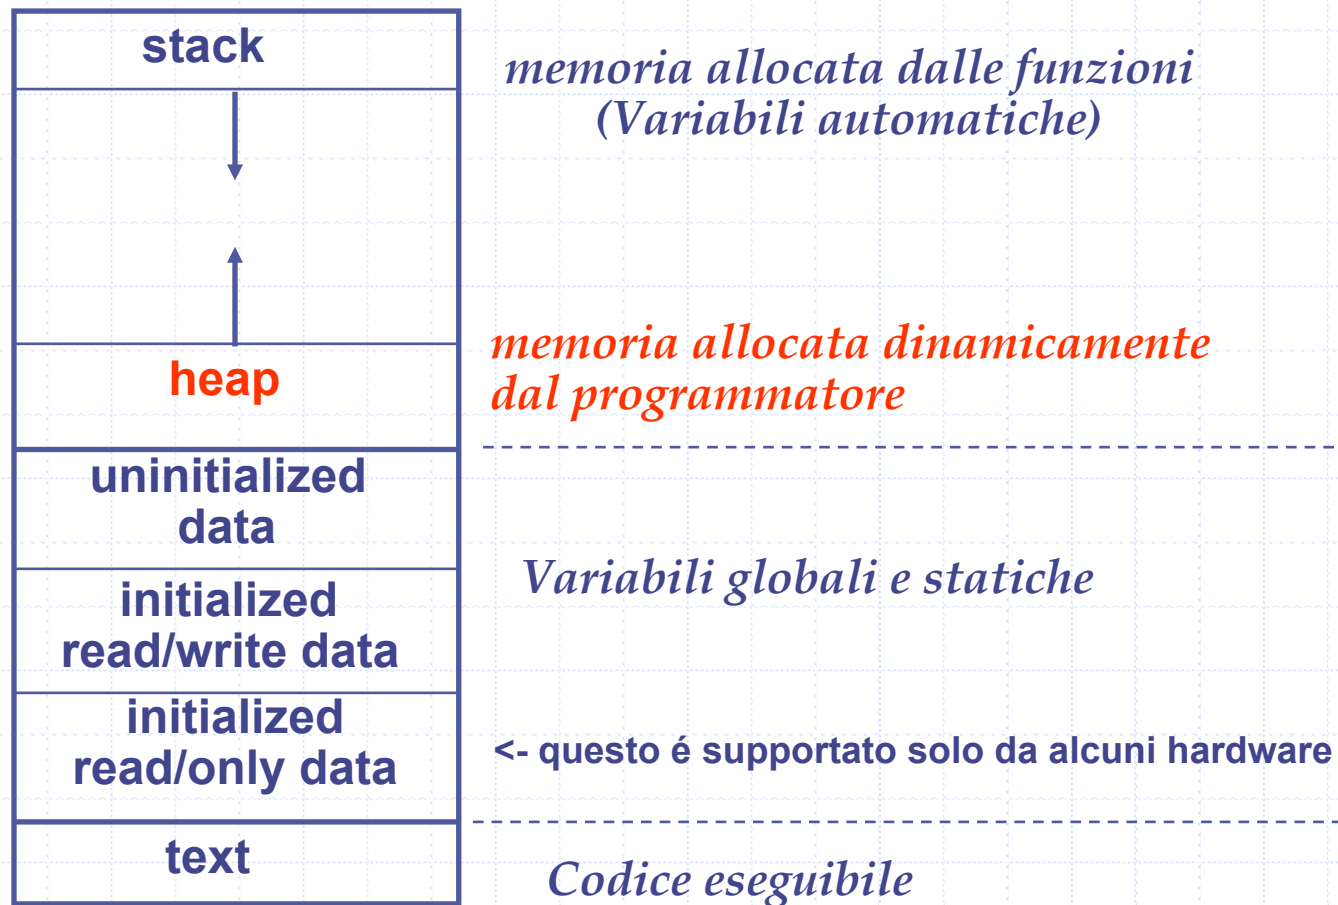 stack
memoria allocata dalle funzioni
(Variabili automatiche)
heap
memoria allocata dinamicamente
dal programmatore
uninitialized
data
initialized
read/write data
Variabili globali e statiche
initialized
read/only data
<- questo é supportato solo da alcuni hardware
text
Codice eseguibile